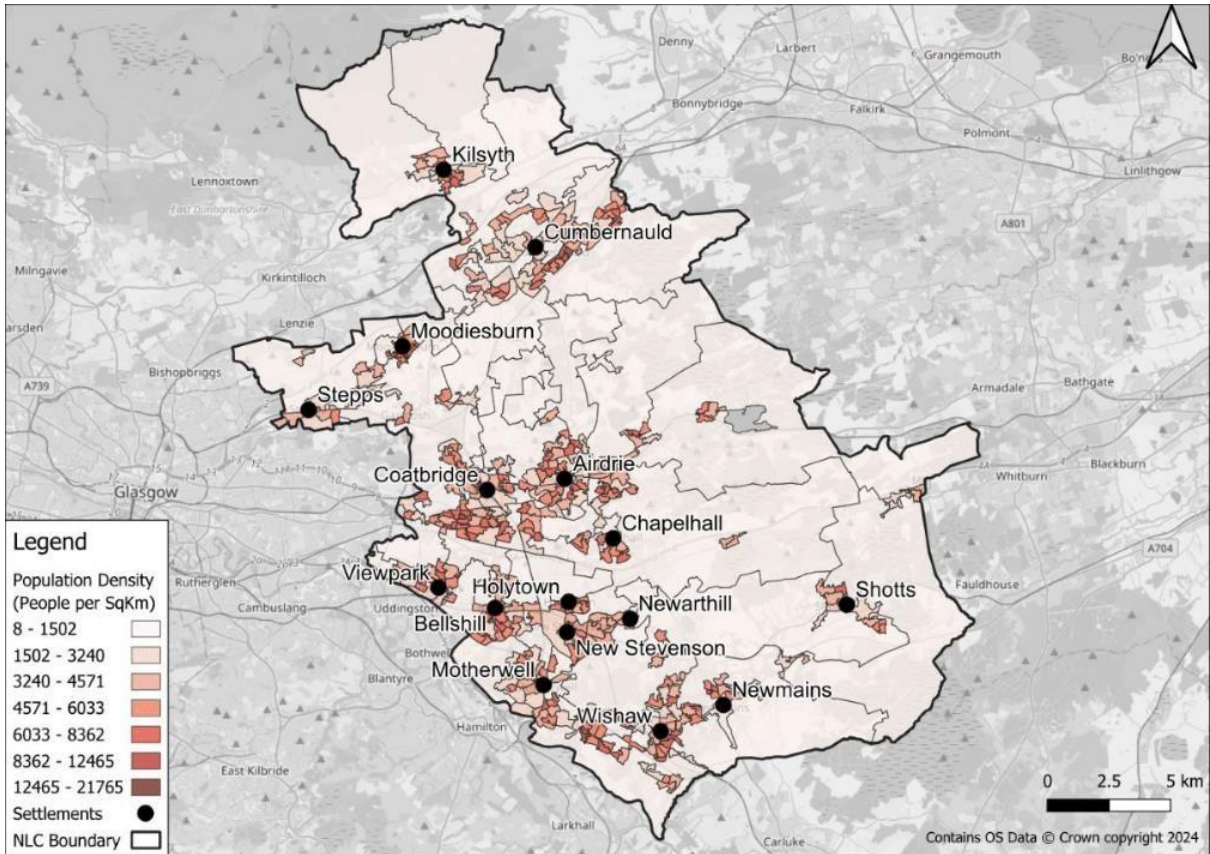 Denny
Larbert
Grangemouth
Bo'ness
Bonnybridge
Falkirk
Polmont
Linlithgow
Kilsyth
Lennoxtown
East Dunbartonshire
A801
Cumbernauld
Milngavie
Kirkintilloch
Lenzie
Moodiesburn
Bishopbriggs
A739
Stepps
Armadale
Bathgate
Airdrie
Coatbridge
Whitburn
Blackburn
Glasgow
Chapelhall
A704
Legend
Population Density
(People per SqKm)
8 - 1502
1502 - 3240
3240 - 4571
4571 - 6033
6033 - 8362
8362 - 12465
12465 - 21765
Settlements
NLC Boundary
Viewpark
Holytown
Newarthill
Shotts
Fauldhouse
Rutherglen
Cambuslang
Uddingston
Bellshill
New Stevenson
Bothwell
Blantyre
Motherwell
Newmains
Hamilton
Wishaw
East Kilbride
Larkhall
Carluke
0 2.5 5 km
Contains OS Data © Crown copyright 2024